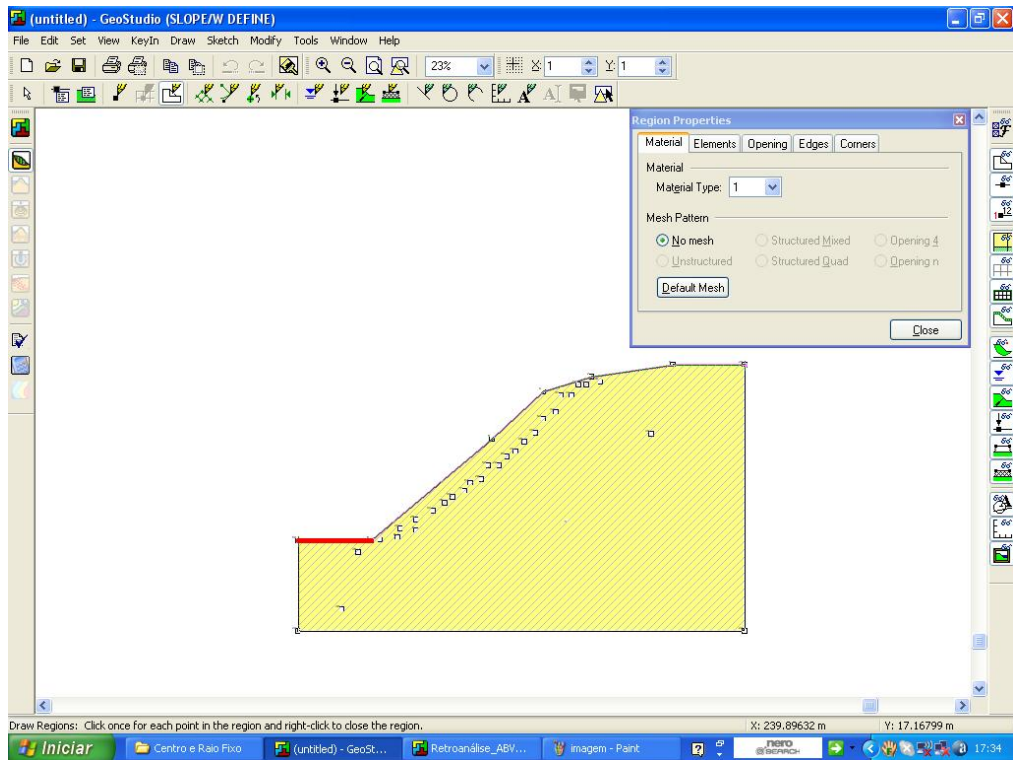 (untitled) - GeoStudio (SLOPE/W DEFINE)
File Edit Set View KeyIn Draw Sketch Modify Tools Window Help
23% X: 1 Y: 1
Region Properties
Material Elements Opening Edges Corners
Material
Material Type: 1
Mesh Pattern
No mesh Structured Mixed Opening 4
Unstructured Structured Quad Opening n
Default Mesh
Close
Draw Regions: Click once for each point in the region and right-click to close the region. X: 239.89632 m Y: 17.16799 m
Iniciar Centro e Raio Fixo (untitled) - GeoSt... Retroanálise_ABV... imagem - Paint nero SEARCH 17:34